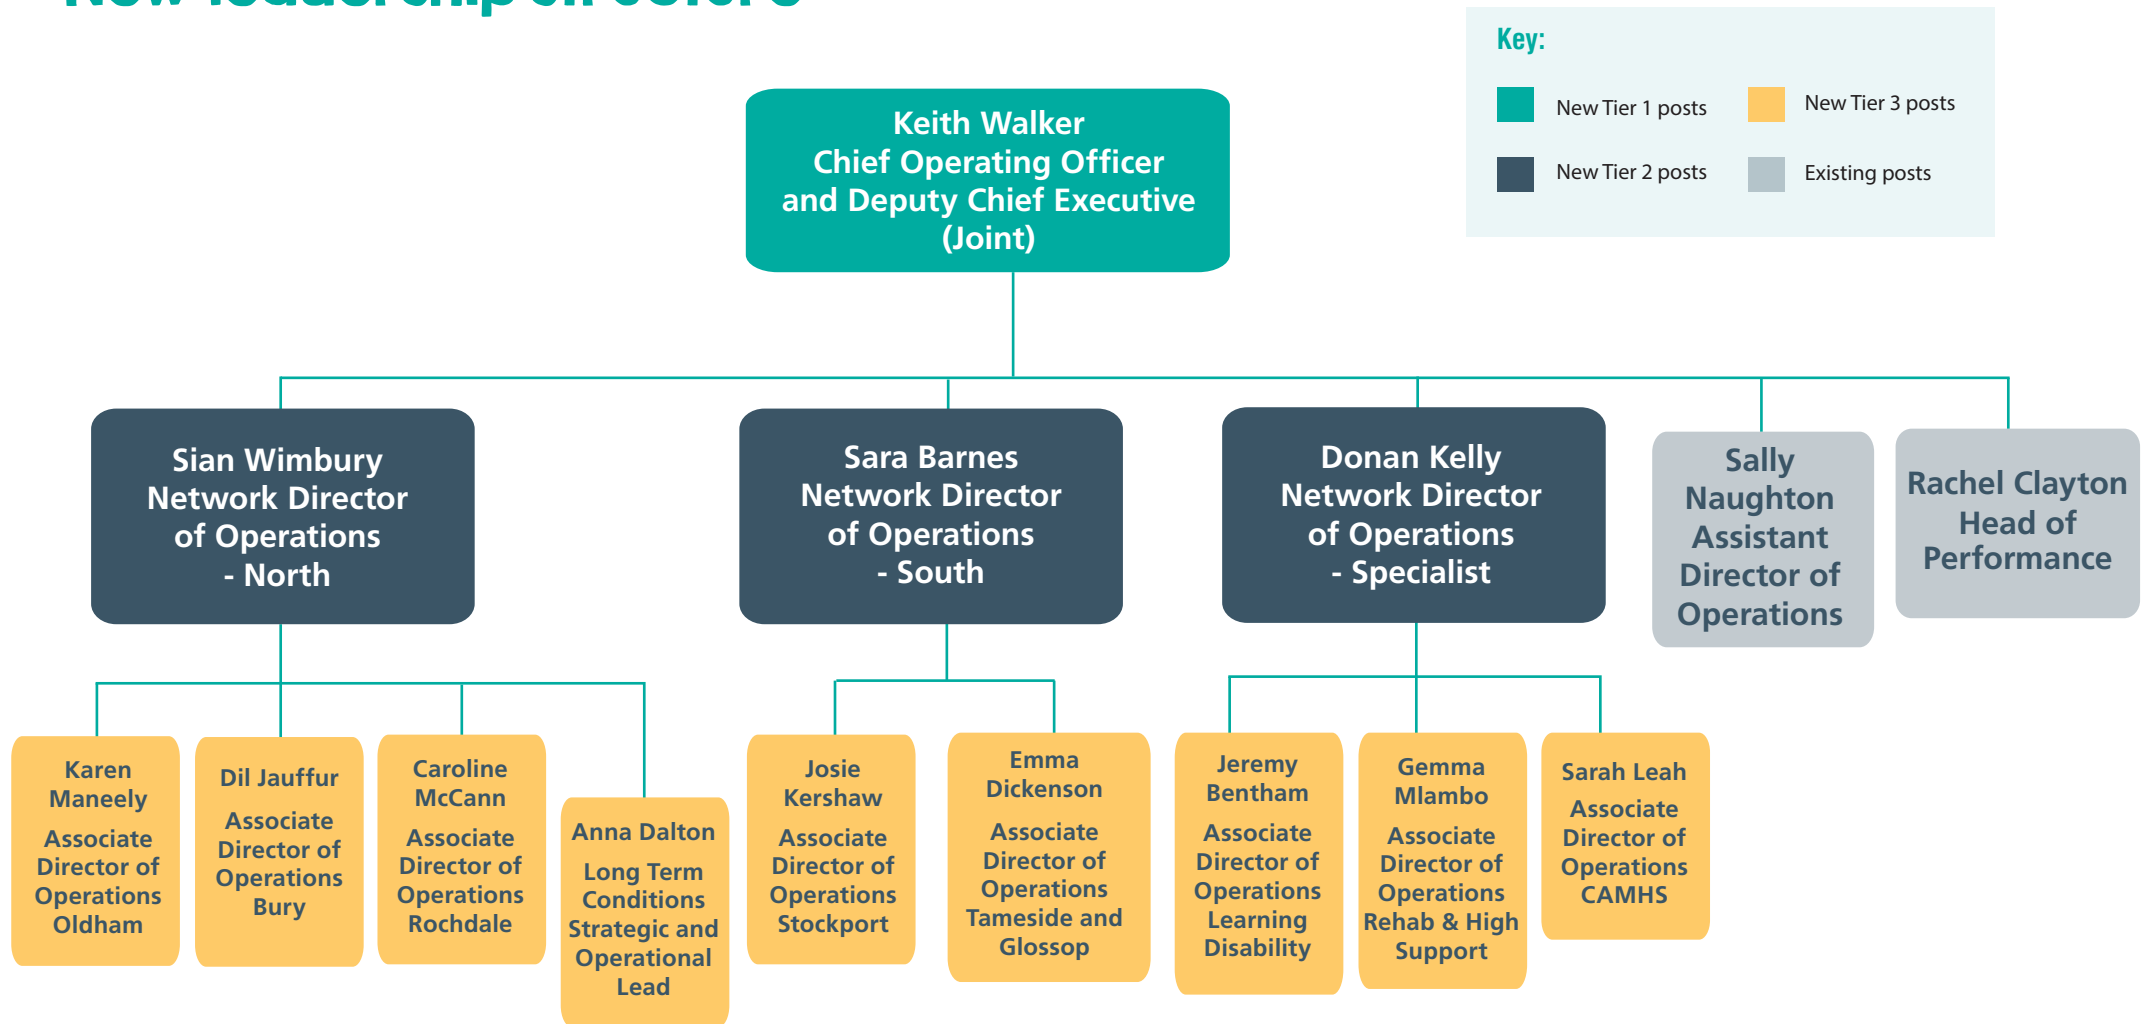 New leadership structure
Key:
New Tier 1 posts
New Tier 3 posts
New Tier 2 posts
Existing posts
Keith Walker
Chief Operating Officer
and Deputy Chief Executive
(Joint)
Sian Wimbury
Network Director
of Operations
- North
Sara Barnes
Network Director
of Operations
- South
Donan Kelly
Network Director
of Operations
- Specialist
Sally
Naughton
Assistant
Director of
Operations
Rachel Clayton
Head of
Performance
Karen
Maneely
Associate
Director of
Operations
Oldham
Dil Jauffur
Associate
Director of
Operations
Bury
Caroline
McCann
Associate
Director of
Operations
Rochdale
Anna Dalton
Long Term
Conditions
Strategic and
Operational
Lead
Josie
Kershaw
Associate
Director of
Operations
Stockport
Emma
Dickenson
Associate
Director of
Operations
Tameside and
Glossop
Jeremy
Bentham
Associate
Director of
Operations
Learning
Disability
Gemma
Mlambo
Associate
Director of
Operations
Rehab & High
Support
Sarah Leah
Associate
Director of
Operations
CAMHS